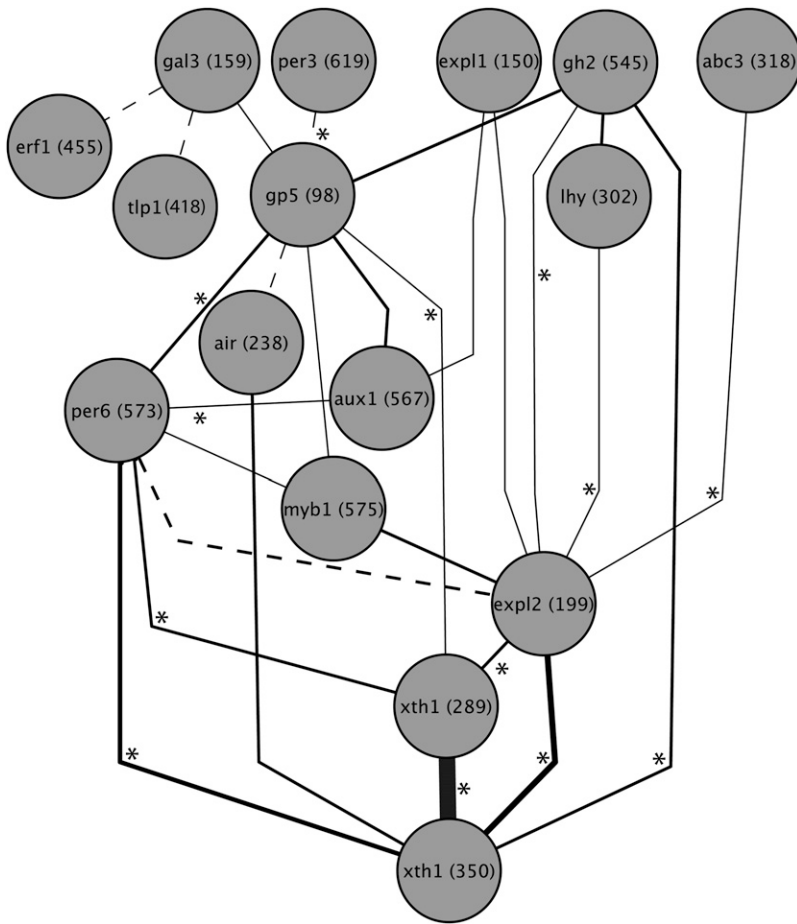 gal3 (159)
per3 (619)
expl1 (150)
gh2 (545)
abc3 (318)
erf1 (455)
*
*
tlp1(418)
gp5 (98)
lhy (302)
*
*
*
air (238)
aux1 (567)
per6 (573)
*
*
*
myb1 (575)
expl2 (199)
*
*
xth1 (289)
*
*
*
*
xth1 (350)